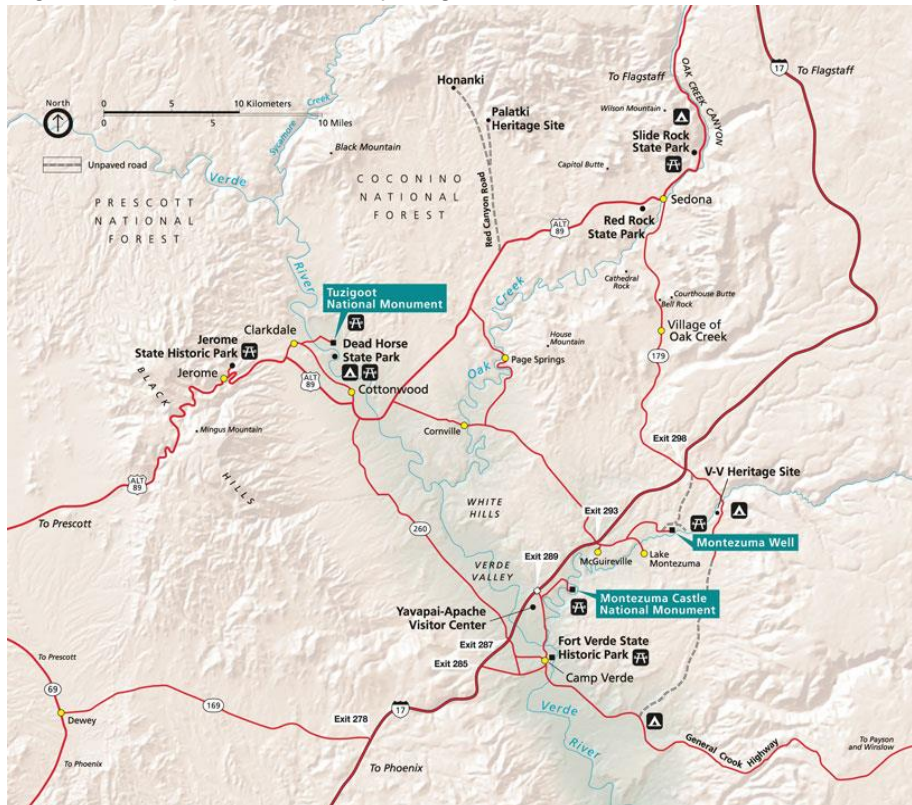 17
To Flagstaff
To Flagstaff
OAK CREEK CANYON
Honanki
Wilson Mountain
North
0
5
10 Kilometers
0
5
10 Miles
Sycamore
Creek
Palatki
Heritage Site
Slide Rock
State Park
Black Mountain
Capitol Butte
Unpaved road
Verde
COCONINO
NATIONAL
FOREST
PRESCOTT
NATIONAL
FOREST
Red Canyon Road
Sedona
ALT
89
Red Rock
State Park
River
Creek
Cathedral
Rock
Courthouse Butte
Bell Rock
Tuzigoot
National Monument
Clarkdale
Dead Horse
State Park
House
Mountain
Village of
Oak Creek
Jerome
State Historic Park
Jerome
ALT
89
Oak
Page Springs
179
BLACK
Cottonwood
Mingus Mountain
Cornville
Exit 298
HILLS
V-V Heritage Site
ALT
89
WHITE
HILLS
Exit 293
To Prescott
260
Exit 289
Montezuma Well
McGuireville
Lake
Montezuma
VERDE
VALLEY
Montezuma Castle
National Monument
Yavapai-Apache
Visitor Center
Exit 287
Fort Verde State
Historic Park
Exit 285
To Prescott
Camp Verde
69
169
Dewey
Exit 278
17
Verde
River
General Crook Highway
To Payson
and Winslow
To Phoenix
To Phoenix